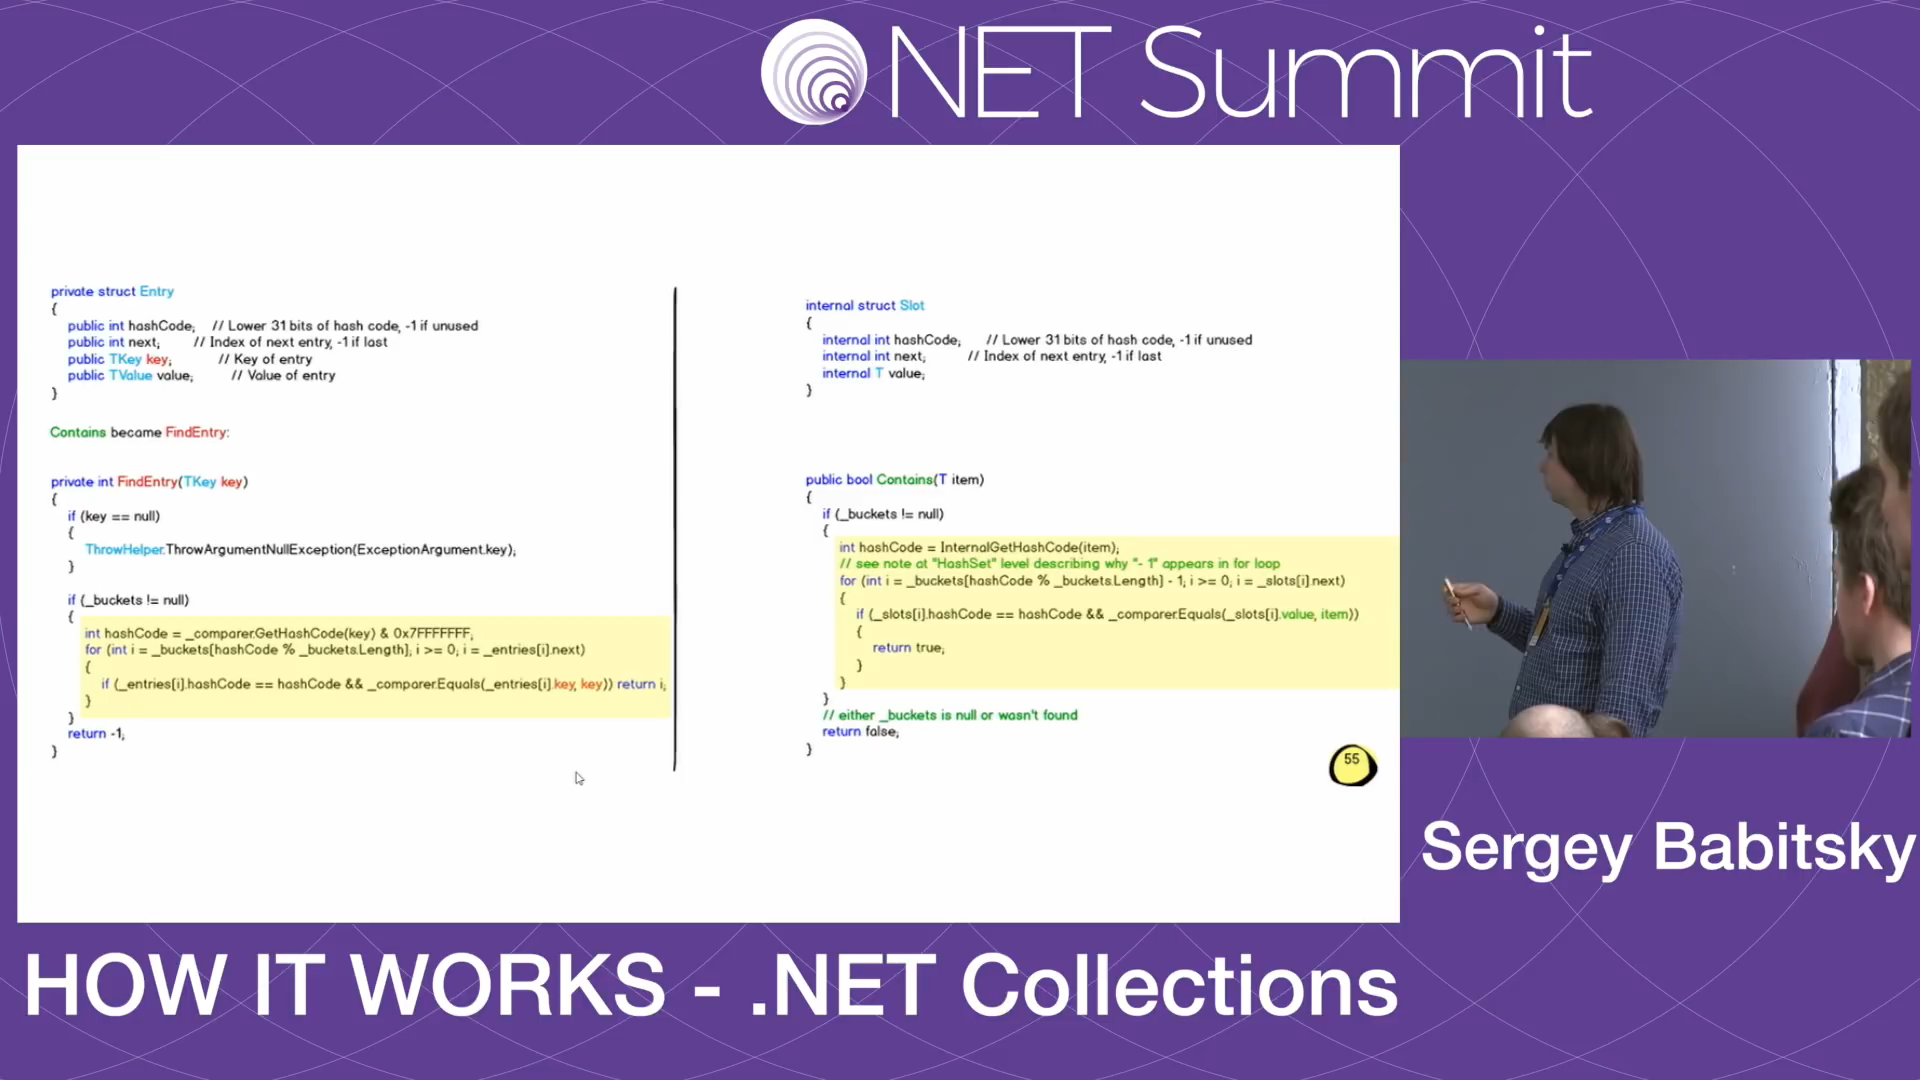 .NET Summit
private struct Entry
{
public int hashCode; // Lower 31 bits of hash code, -1 if unused
public int next; // Index of next entry, -1 if last
public TKey key; // Key of entry
public TValue value; // Value of entry
}
Contains became FindEntry:
private int FindEntry(TKey key)
{
if (key == null)
{
ThrowHelper.ThrowArgumentNullException(ExceptionArgument.key);
}
if (_buckets != null)
{
int hashCode = _comparer.GetHashCode(key) & 0x7FFFFFFF;
for (int i = _buckets[hashCode % _buckets.Length]; i >= 0; i = _entries[i].next)
{
if (_entries[i].hashCode == hashCode && _comparer.Equals(_entries[i].key, key)) return i;
}
}
return -1;
}
internal struct Slot
{
internal int hashCode; // Lower 31 bits of hash code, -1 if unused
internal int next; // Index of next entry, -1 if last
internal T value;
}
public bool Contains(T item)
{
if (_buckets != null)
{
int hashCode = InternalGetHashCode(item);
// see note at "HashSet" level describing why "- 1" appears in for loop
for (int i = _buckets[hashCode % _buckets.Length] - 1; i >= 0; i = _slots[i].next)
{
if (_slots[i].hashCode == hashCode && _comparer.Equals(_slots[i].value, item))
{
return true;
}
}
}
// either _buckets is null or wasn't found
return false;
}
55
Sergey Babitsky
HOW IT WORKS - .NET Collections